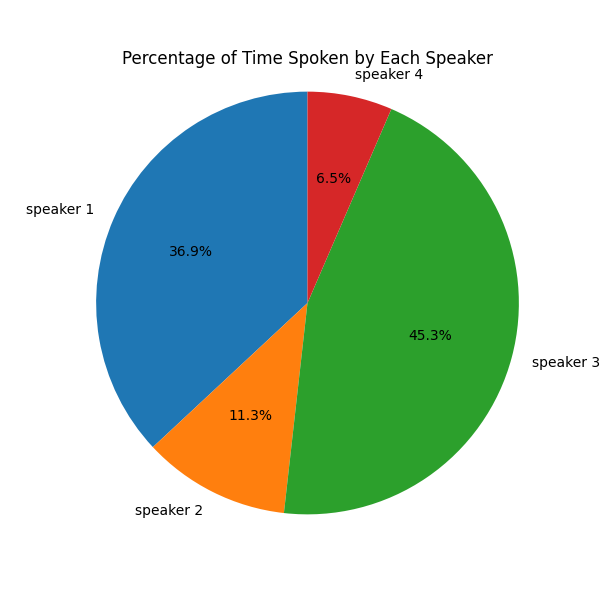 Percentage of Time Spoken by Each Speaker
speaker 4
6.5%
speaker 1
36.9%
45.3%
speaker 3
11.3%
speaker 2